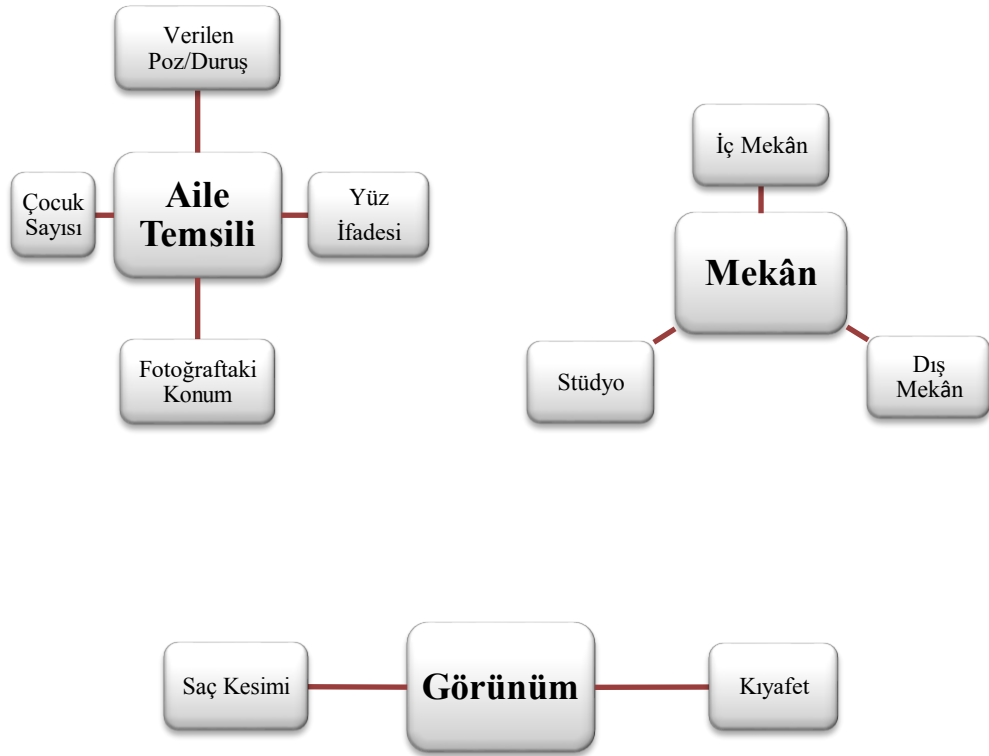 Verilen
Poz/Duruş
Çocuk
Sayısı
Aile
Temsili
Yüz
İfadesi
Fotoğraftaki
Konum
İç Mekân
Mekân
Stüdyo
Dış
Mekân
Saç Kesimi
Görünüm
Kıyafet